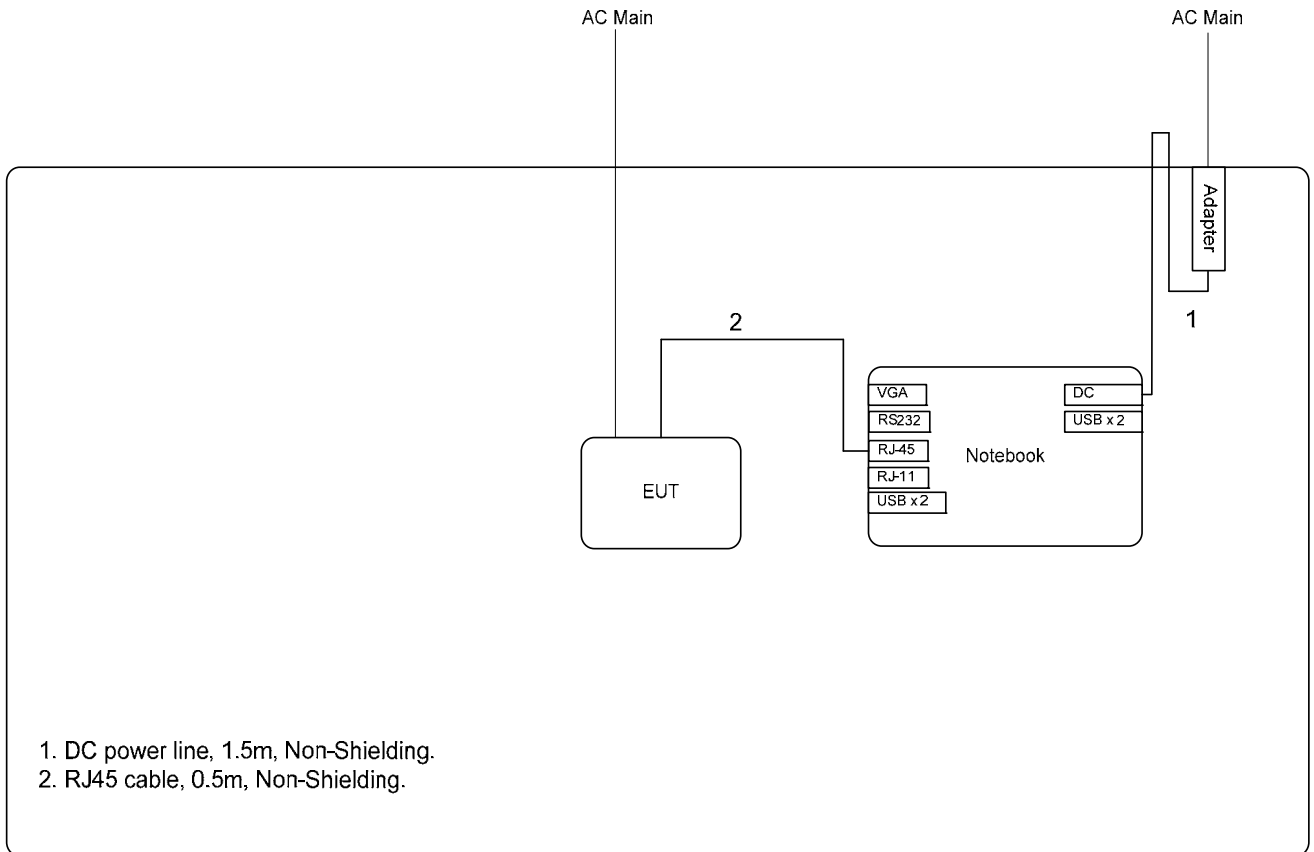 AC Main
AC Main
Adapter
1
2
VGA
DC
RS232
USB x 2
RJ-45
Notebook
RJ-11
EUT
USB x 2
1. DC power line, 1.5m, Non-Shielding.
2. RJ45 cable, 0.5m, Non-Shielding.